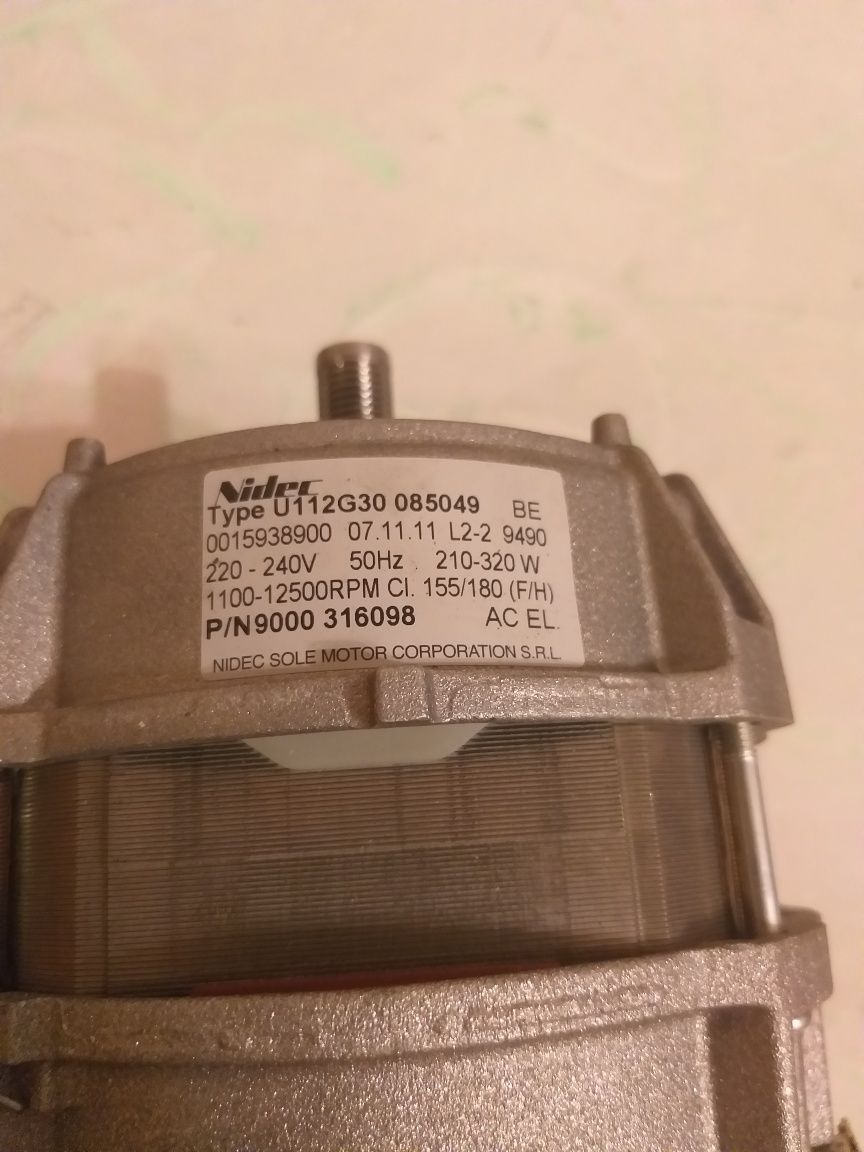 Nidec
Type U112G30 085049 BE
0015938900 07.11.11 L2-2 9490
220 - 240V 50Hz 210-320 W
1100-12500RPM Cl. 155/180 (F/H)
P/N9000 316098 AC EL.
NIDEC SOLE MOTOR CORPORATION S.R.L.